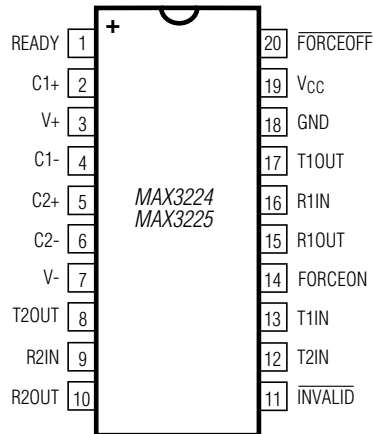 +
READY 1 20 F̅O̅R̅C̅E̅O̅F̅F̅
C1+ 2 19 VCC
V+ 3 18 GND
C1- 4 17 T1OUT
C2+ 5 MAX3224 16 R1IN
MAX3225
C2- 6 15 R1OUT
V- 7 14 FORCEON
T2OUT 8 13 T1IN
R2IN 9 12 T2IN
R2OUT 10 11 I̅N̅V̅A̅L̅I̅D̅